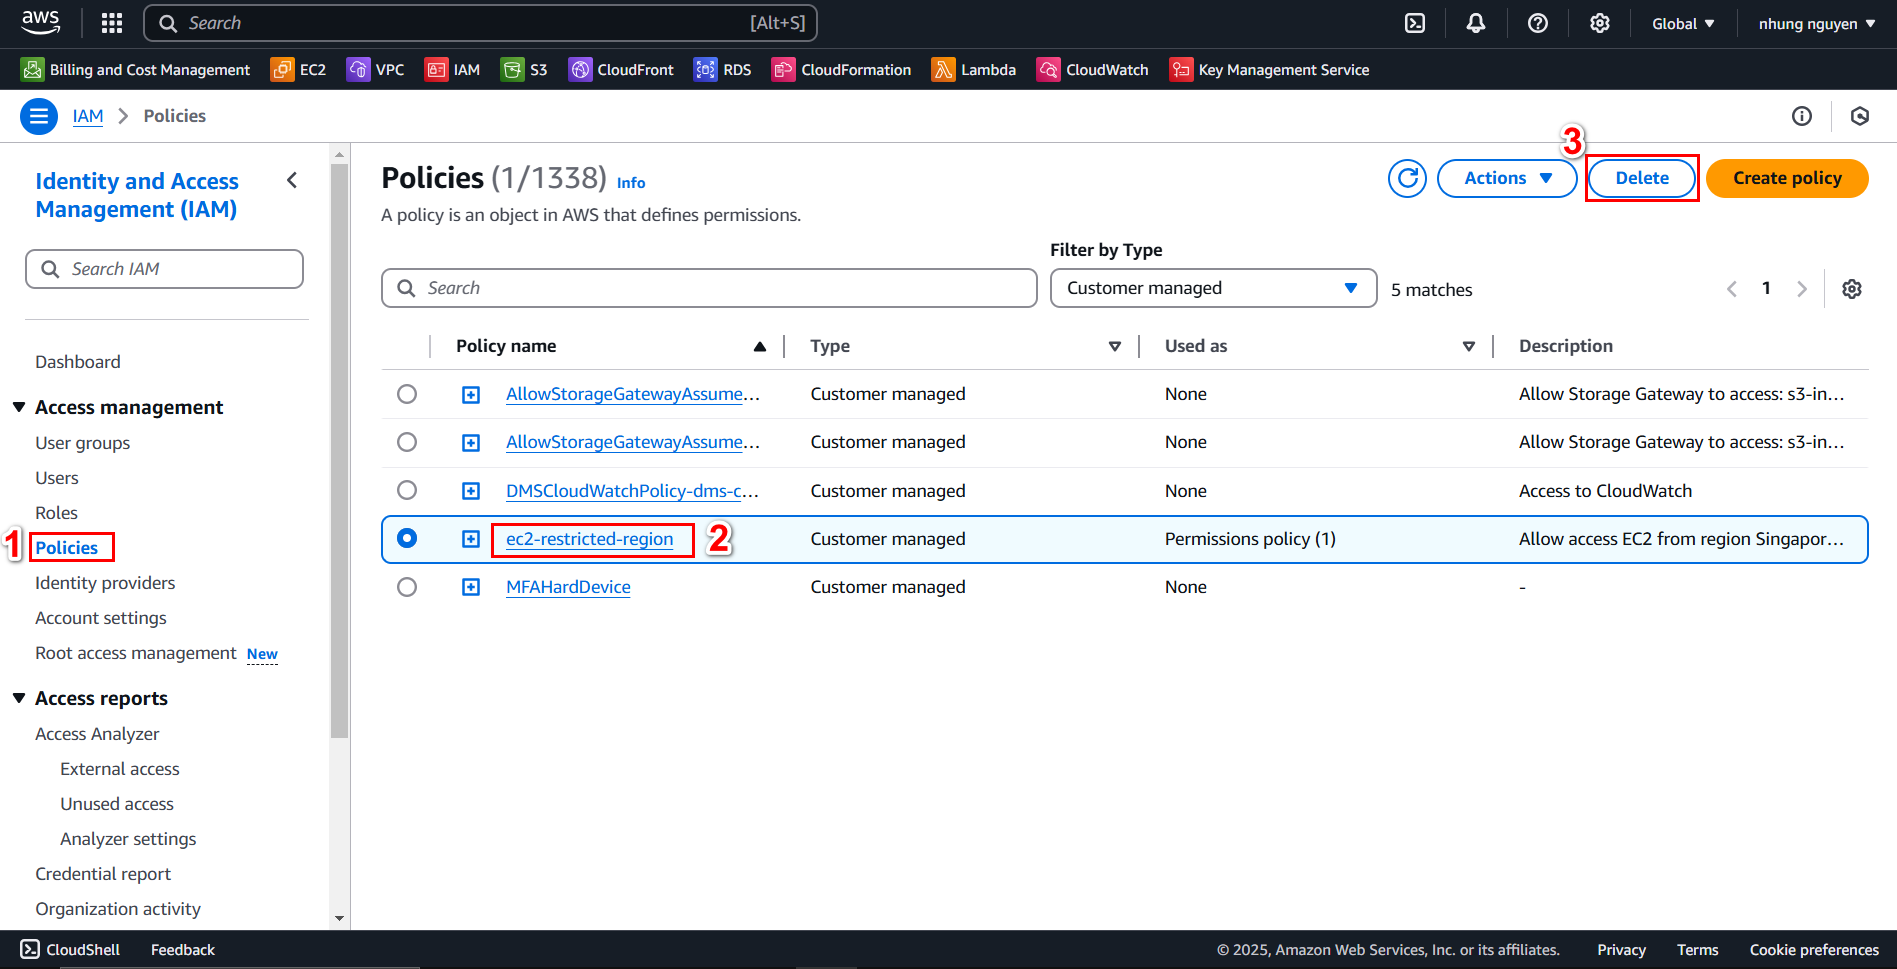 aws
Search [Alt+S] Global nhung nguyen
Billing and Cost Management EC2 VPC IAM S3 CloudFront RDS CloudFormation Lambda CloudWatch Key Management Service
IAM Policies
Identity and Access
Management (IAM)
Search IAM
Dashboard
Access management
User groups
Users
Roles
1 Policies
Identity providers
Account settings
Root access management New
Access reports
Access Analyzer
External access
Unused access
Analyzer settings
Credential report
Organization activity
3
Policies (1/1338) Info Actions Delete Create policy
A policy is an object in AWS that defines permissions.
Filter by Type
Search Customer managed 5 matches 1
Policy name Type Used as Description
AllowStorageGatewayAssume... Customer managed None Allow Storage Gateway to access: s3-in...
AllowStorageGatewayAssume... Customer managed None Allow Storage Gateway to access: s3-in...
DMSCloudWatchPolicy-dms-c... Customer managed None Access to CloudWatch
ec2-restricted-region 2 Customer managed Permissions policy (1) Allow access EC2 from region Singapor...
MFAHardDevice Customer managed None -
CloudShell Feedback © 2025, Amazon Web Services, Inc. or its affiliates. Privacy Terms Cookie preferences